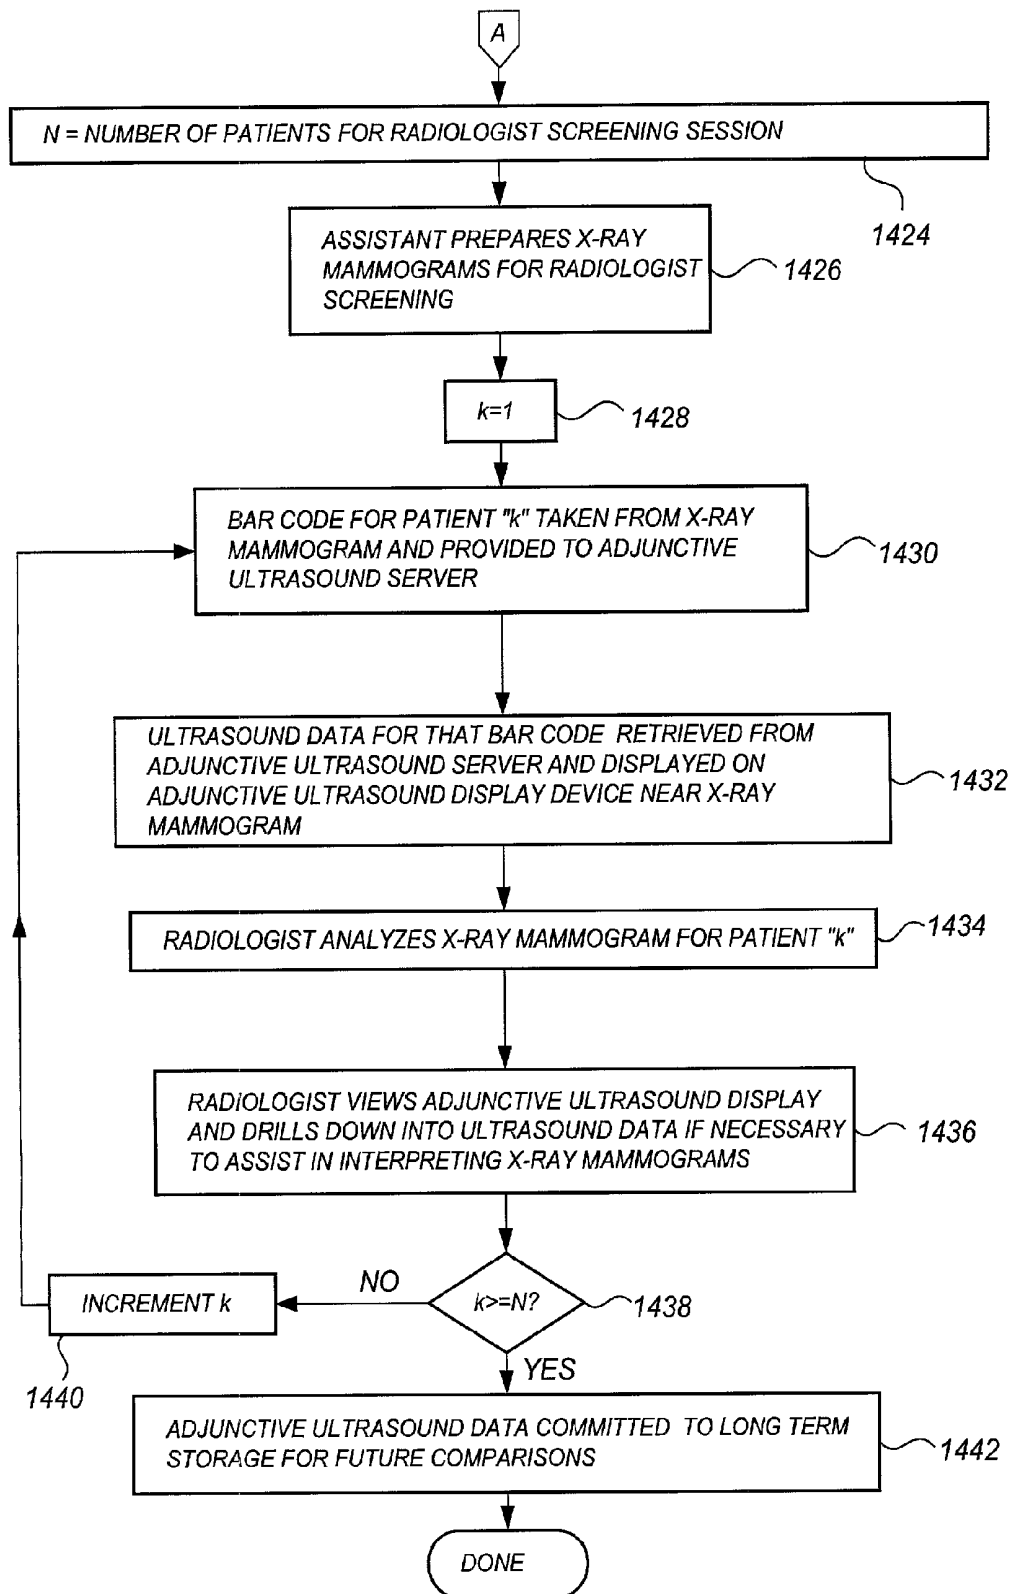 A
N = NUMBER OF PATIENTS FOR RADIOLOGIST SCREENING SESSION
1424
ASSISTANT PREPARES X-RAY
MAMMOGRAMS FOR RADIOLOGIST
SCREENING
1426
k=1
1428
BAR CODE FOR PATIENT "k" TAKEN FROM X-RAY
MAMMOGRAM AND PROVIDED TO ADJUNCTIVE
ULTRASOUND SERVER
1430
ULTRASOUND DATA FOR THAT BAR CODE RETRIEVED FROM
ADJUNCTIVE ULTRASOUND SERVER AND DISPLAYED ON
ADJUNCTIVE ULTRASOUND DISPLAY DEVICE NEAR X-RAY
MAMMOGRAM
1432
RADIOLOGIST ANALYZES X-RAY MAMMOGRAM FOR PATIENT "k"
1434
RADIOLOGIST VIEWS ADJUNCTIVE ULTRASOUND DISPLAY
AND DRILLS DOWN INTO ULTRASOUND DATA IF NECESSARY
TO ASSIST IN INTERPRETING X-RAY MAMMOGRAMS
1436
k>=N?
1438
NO
INCREMENT k
1440
YES
ADJUNCTIVE ULTRASOUND DATA COMMITTED TO LONG TERM
STORAGE FOR FUTURE COMPARISONS
1442
DONE